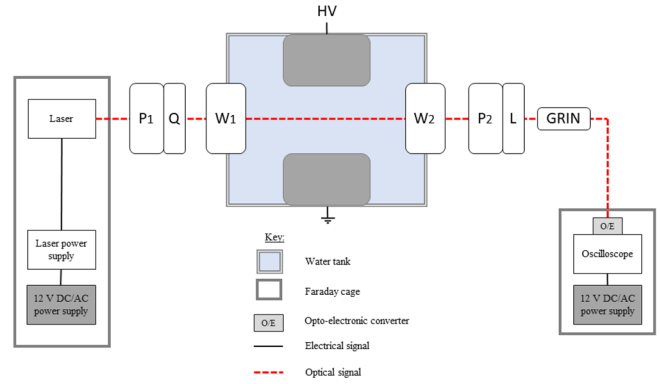 HV
Laser
P1
Q
W1
W2
P2
L
GRIN
Laser power
supply
12 V DC/AC
power supply
O/E
Oscilloscope
12 V DC/AC
power supply
Key:
Water tank
Faraday cage
O/E
Opto-electronic converter
Electrical signal
Optical signal